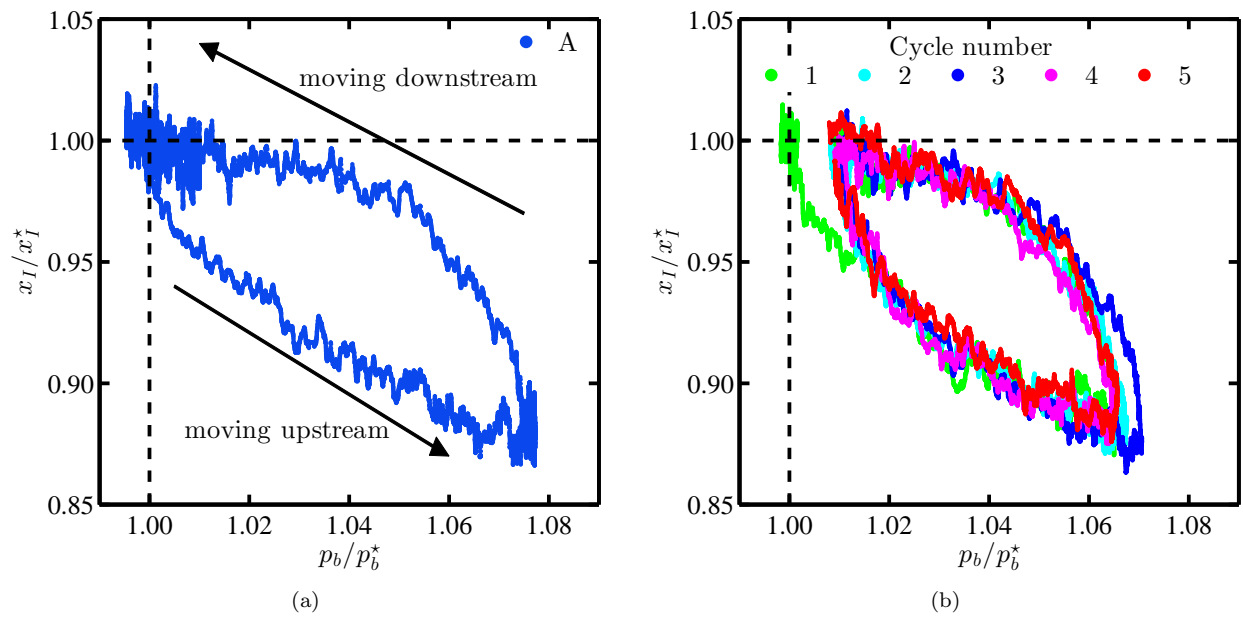 1.05
1.00
0.95
0.90
0.85
x_I/x_I^⋆
A
moving downstream
moving upstream
1.00 1.02 1.04 1.06 1.08
p_b/p_b^⋆
(a)
1.05
1.00
0.95
0.90
0.85
x_I/x_I^⋆
Cycle number
1 2 3 4 5
1.00 1.02 1.04 1.06 1.08
p_b/p_b^⋆
(b)